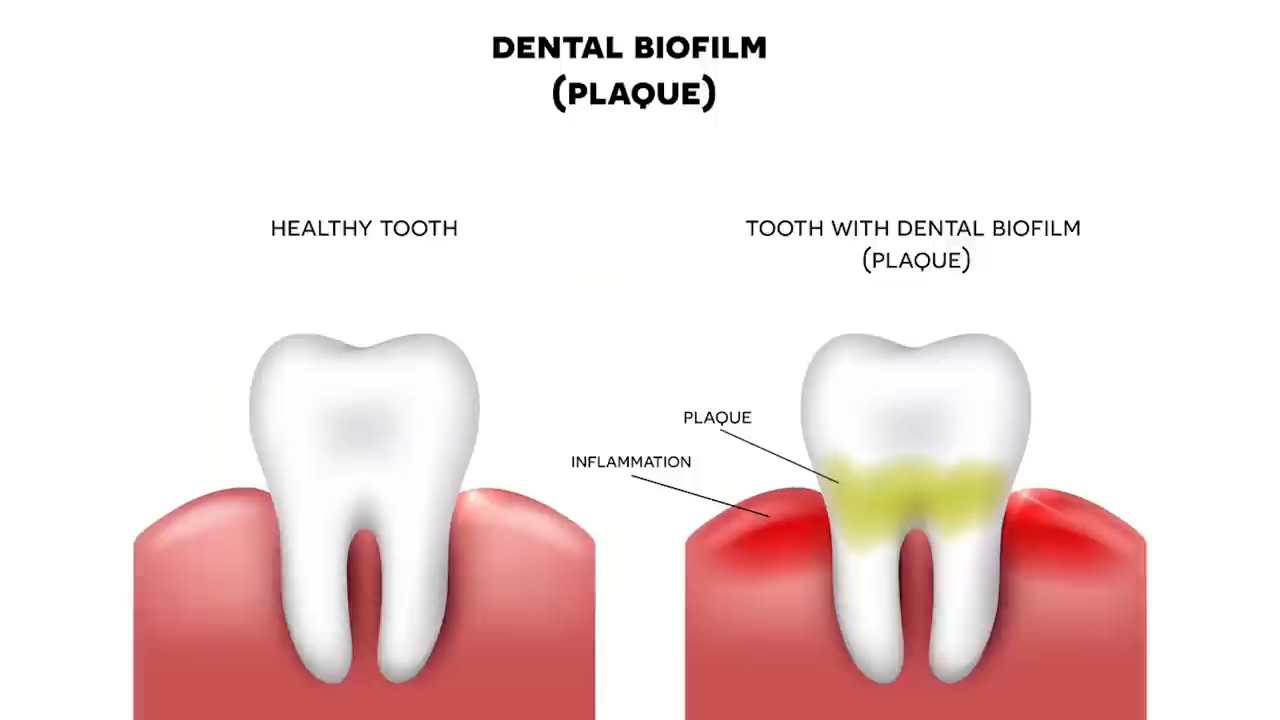 DENTAL BIOFILM
(PLAQUE)
HEALTHY TOOTH
TOOTH WITH DENTAL BIOFILM
(PLAQUE)
PLAQUE
INFLAMMATION